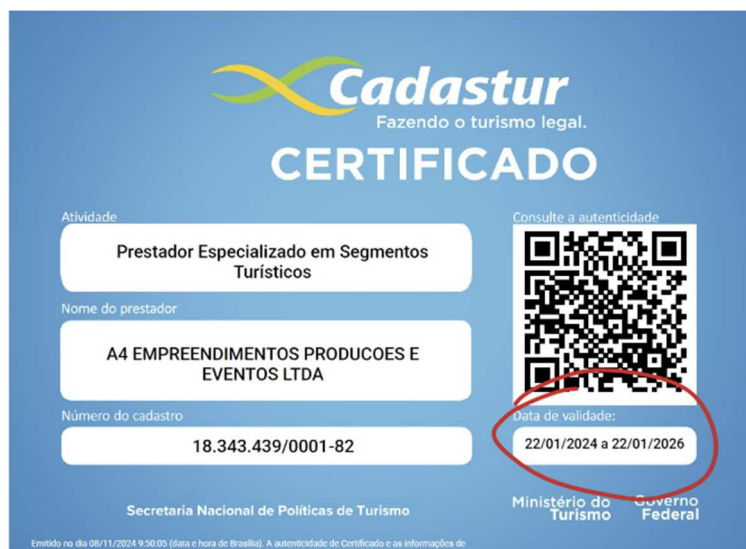 Cadastur
Fazendo o turismo legal.
CERTIFICADO
Atividade
Prestador Especializado em Segmentos
Turísticos
Nome do prestador
A4 EMPREENDIMENTOS PRODUCOES E
EVENTOS LTDA
Número do cadastro
18.343.439/0001-82
Consulte a autenticidade
Data de validade:
22/01/2024 a 22/01/2026
Secretaria Nacional de Políticas de Turismo
Ministério do
Turismo
Governo
Federal
Emitido no dia 08/11/2024 9:50:05 (data e hora de Brasília). A autenticidade de Certificado e as informações de